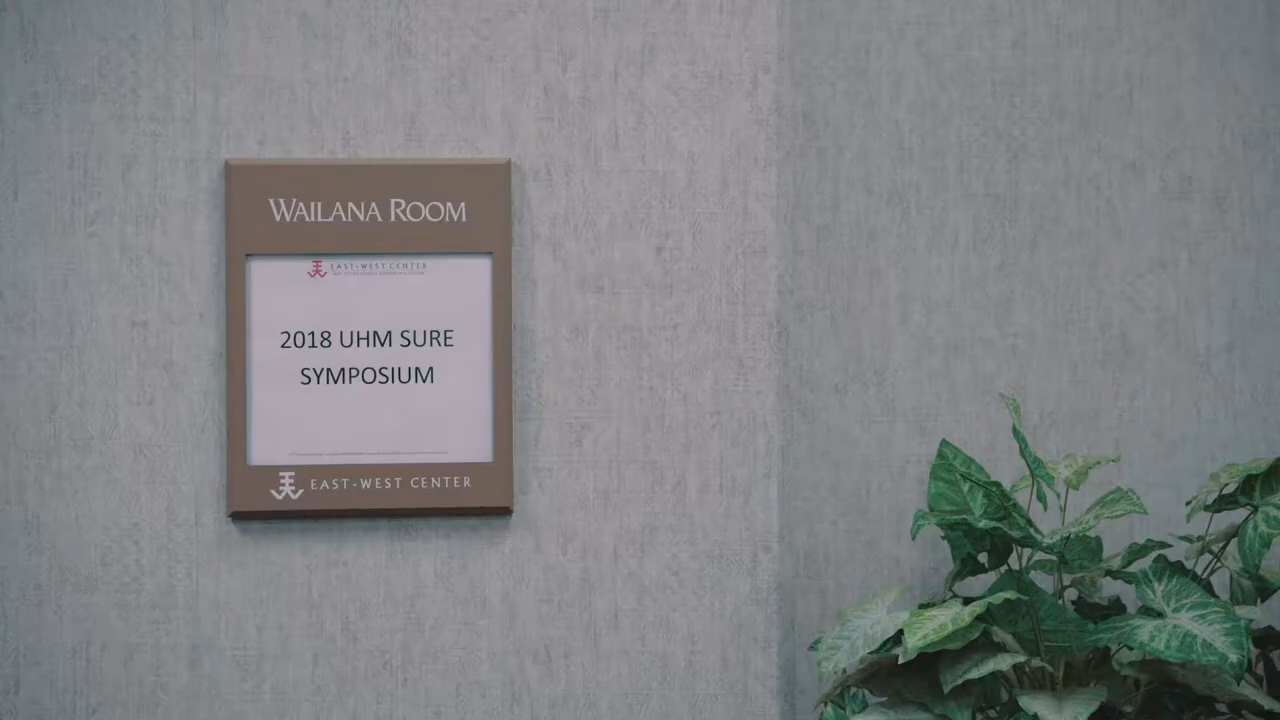 WAILANA ROOM
EAST-WEST CENTER
2018 UHM SURE
SYMPOSIUM
EAST-WEST CENTER